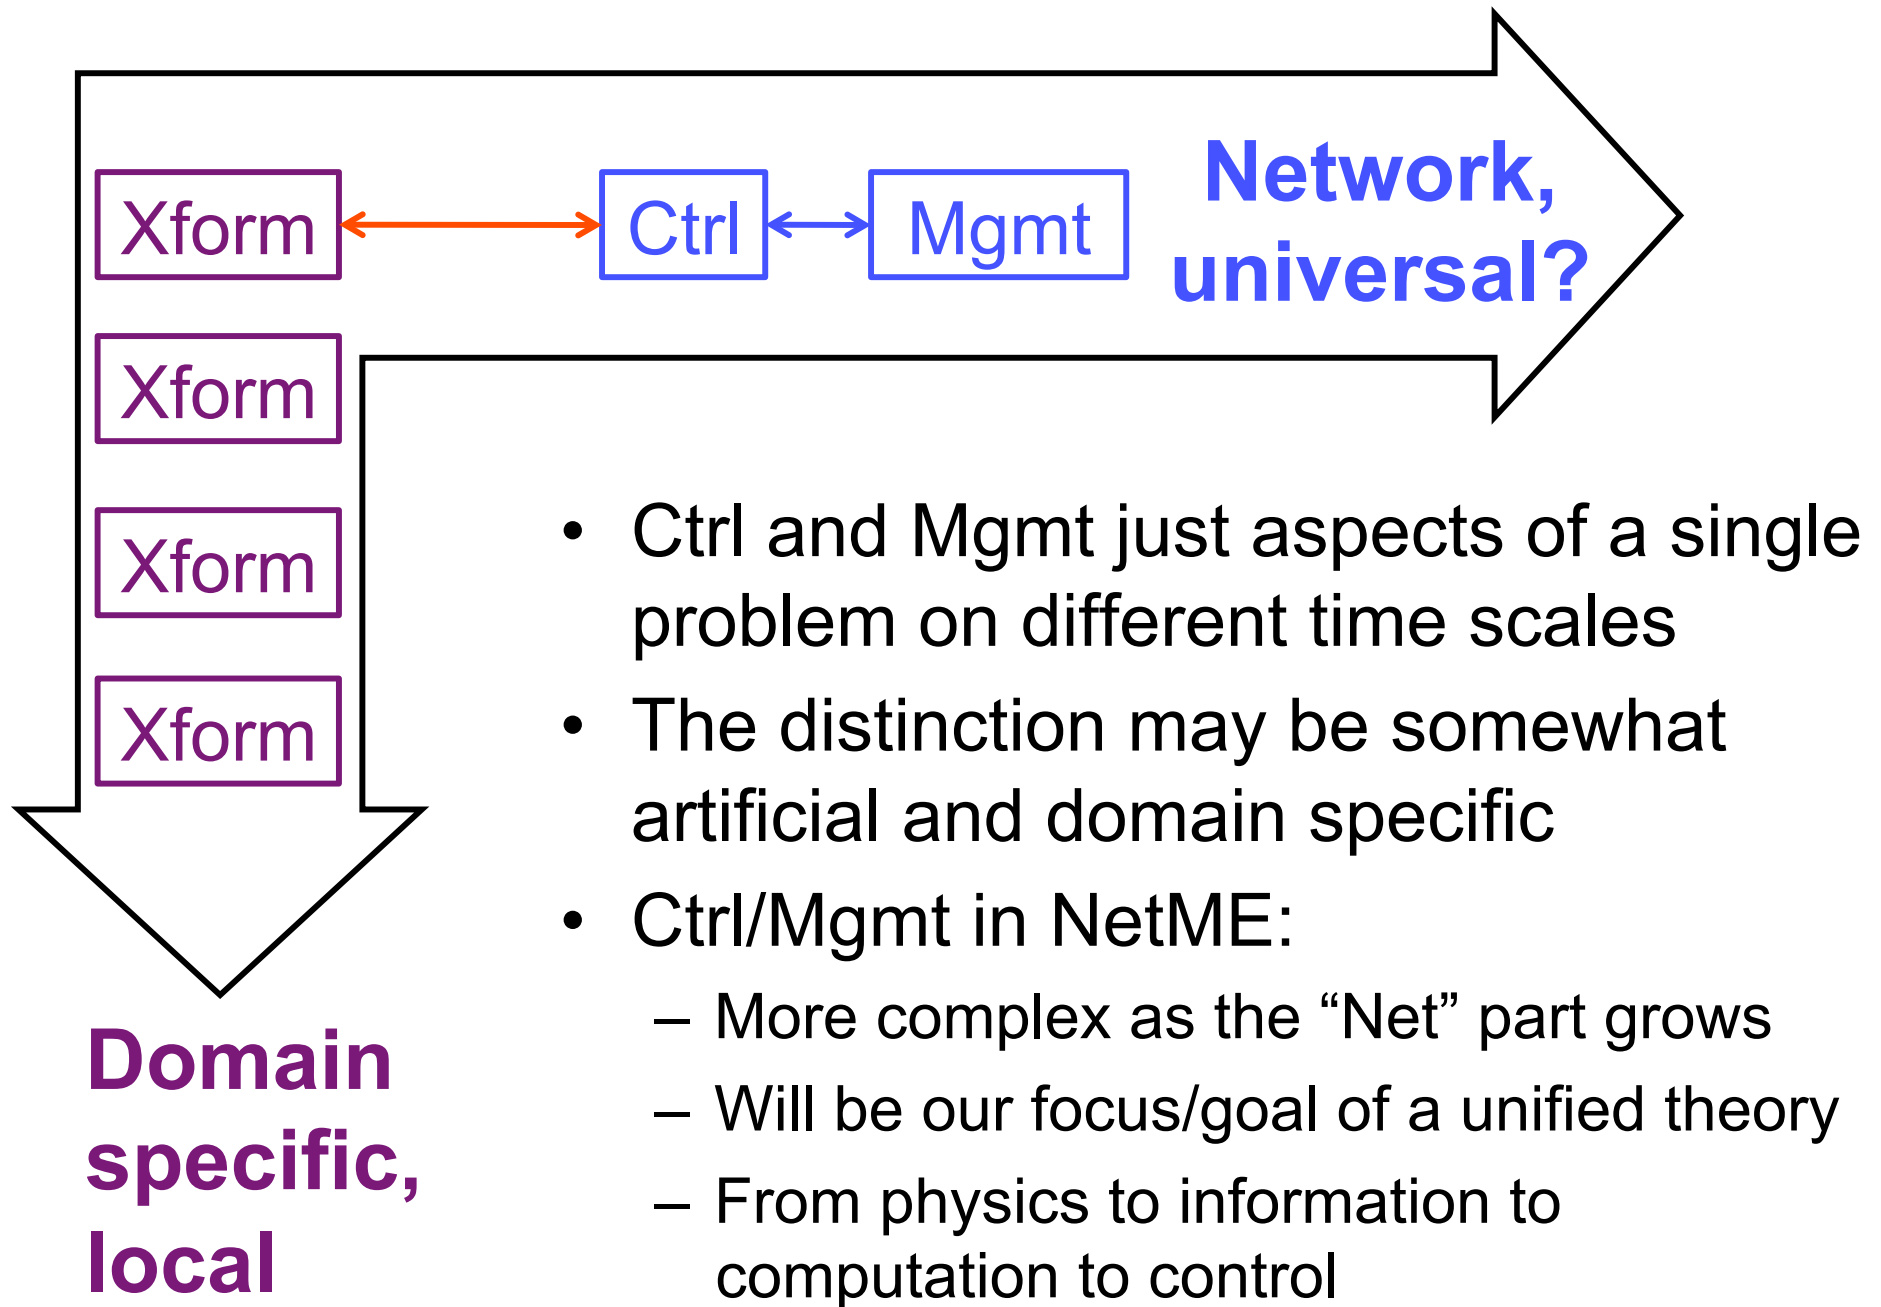 Xform
Ctrl
Mgmt
Network,
universal?
Xform
Xform
Xform
Domain
specific,
local
• Ctrl and Mgmt just aspects of a single
problem on different time scales
• The distinction may be somewhat
artificial and domain specific
• Ctrl/Mgmt in NetME:
– More complex as the “Net” part grows
– Will be our focus/goal of a unified theory
– From physics to information to
computation to control